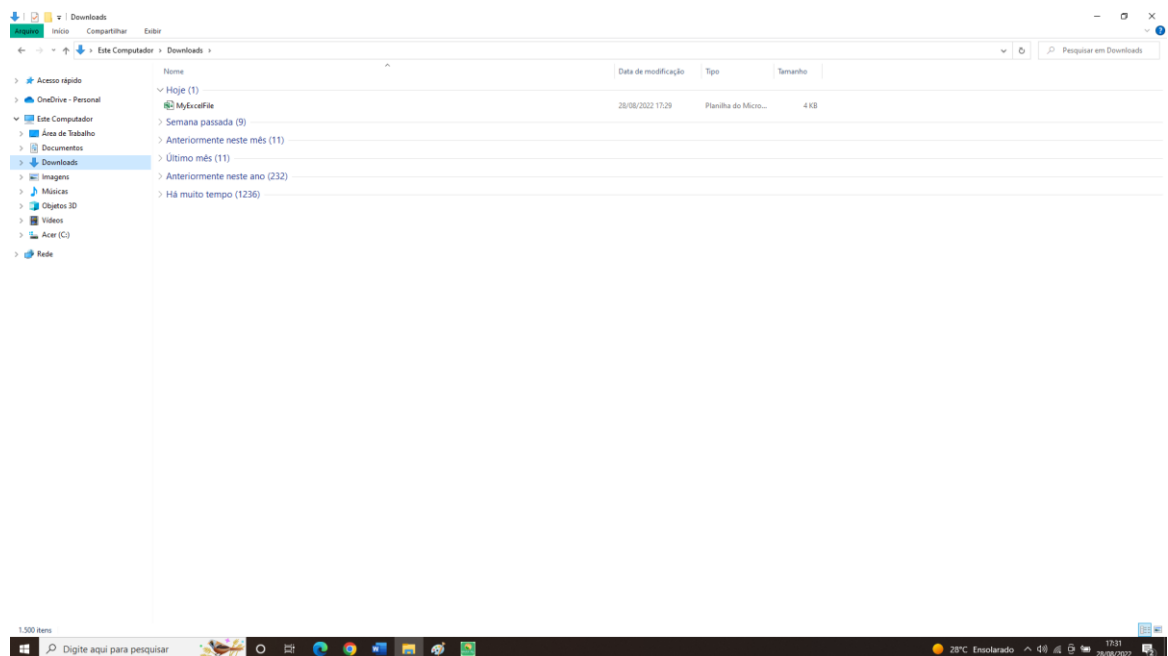 Downloads
Arquivo Início Compartilhar Exibir
Este Computador Downloads Pesquisar em Downloads
Nome Data de modificação Tipo Tamanho
Acesso rápido
OneDrive - Personal
Este Computador
Área de Trabalho
Documentos
Downloads
Imagens
Músicas
Objetos 3D
Vídeos
Acer (C:)
Rede
Hoje (1)
MyExcelFile 28/08/2022 17:29 Planilha do Micro... 4 KB
Semana passada (9)
Anteriormente neste mês (11)
Último mês (11)
Anteriormente neste ano (232)
Há muito tempo (1236)
1.500 itens
Digite aqui para pesquisar 28°C Ensolarado 17:31
28/08/2022